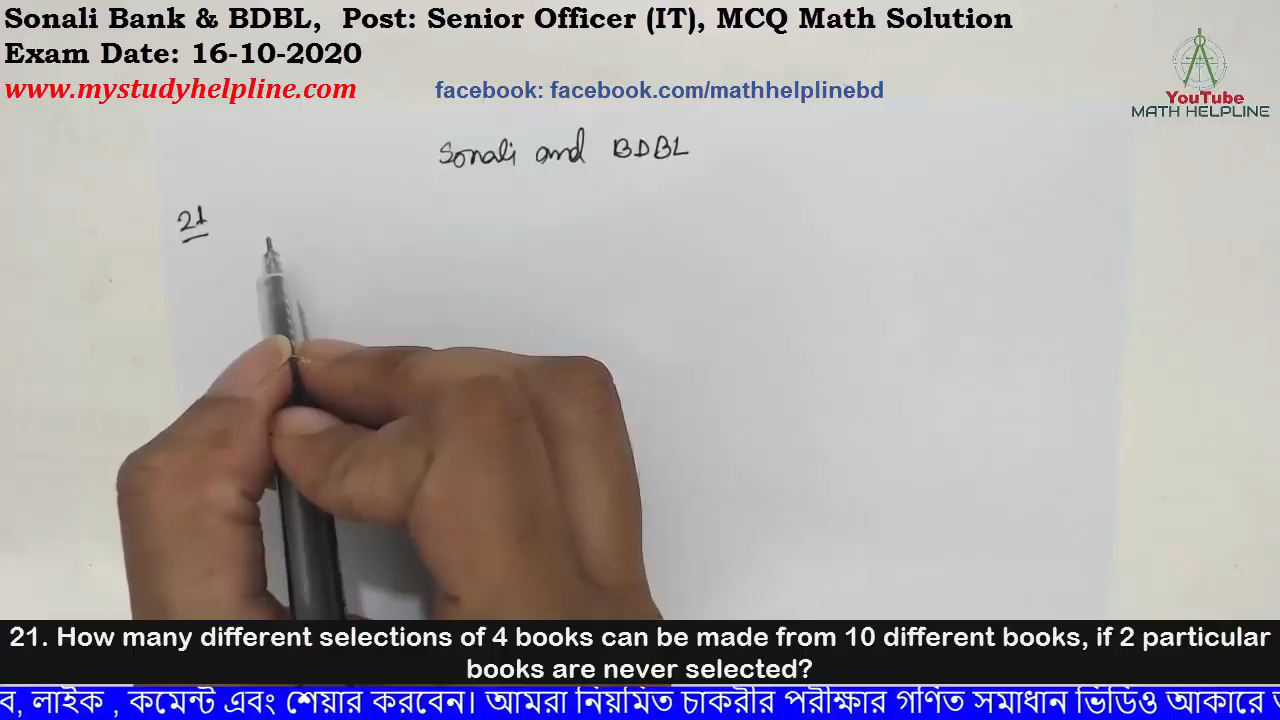 Sonali Bank & BDBL, Post: Senior Officer (IT), MCQ Math Solution
Exam Date: 16-10-2020
www.mystudyhelpline.com
facebook: facebook.com/mathhelplinebd
YouTube
MATH HELPLINE
Sonali and BDBL
21
21. How many different selections of 4 books can be made from 10 different books, if 2 particular
books are never selected?
ব, লাইক , কমেন্ট এবং শেয়ার করবেন। আমরা নিয়মিত চাকরীর পরীক্ষার গণিত সমাধান ভিডিও আকারে